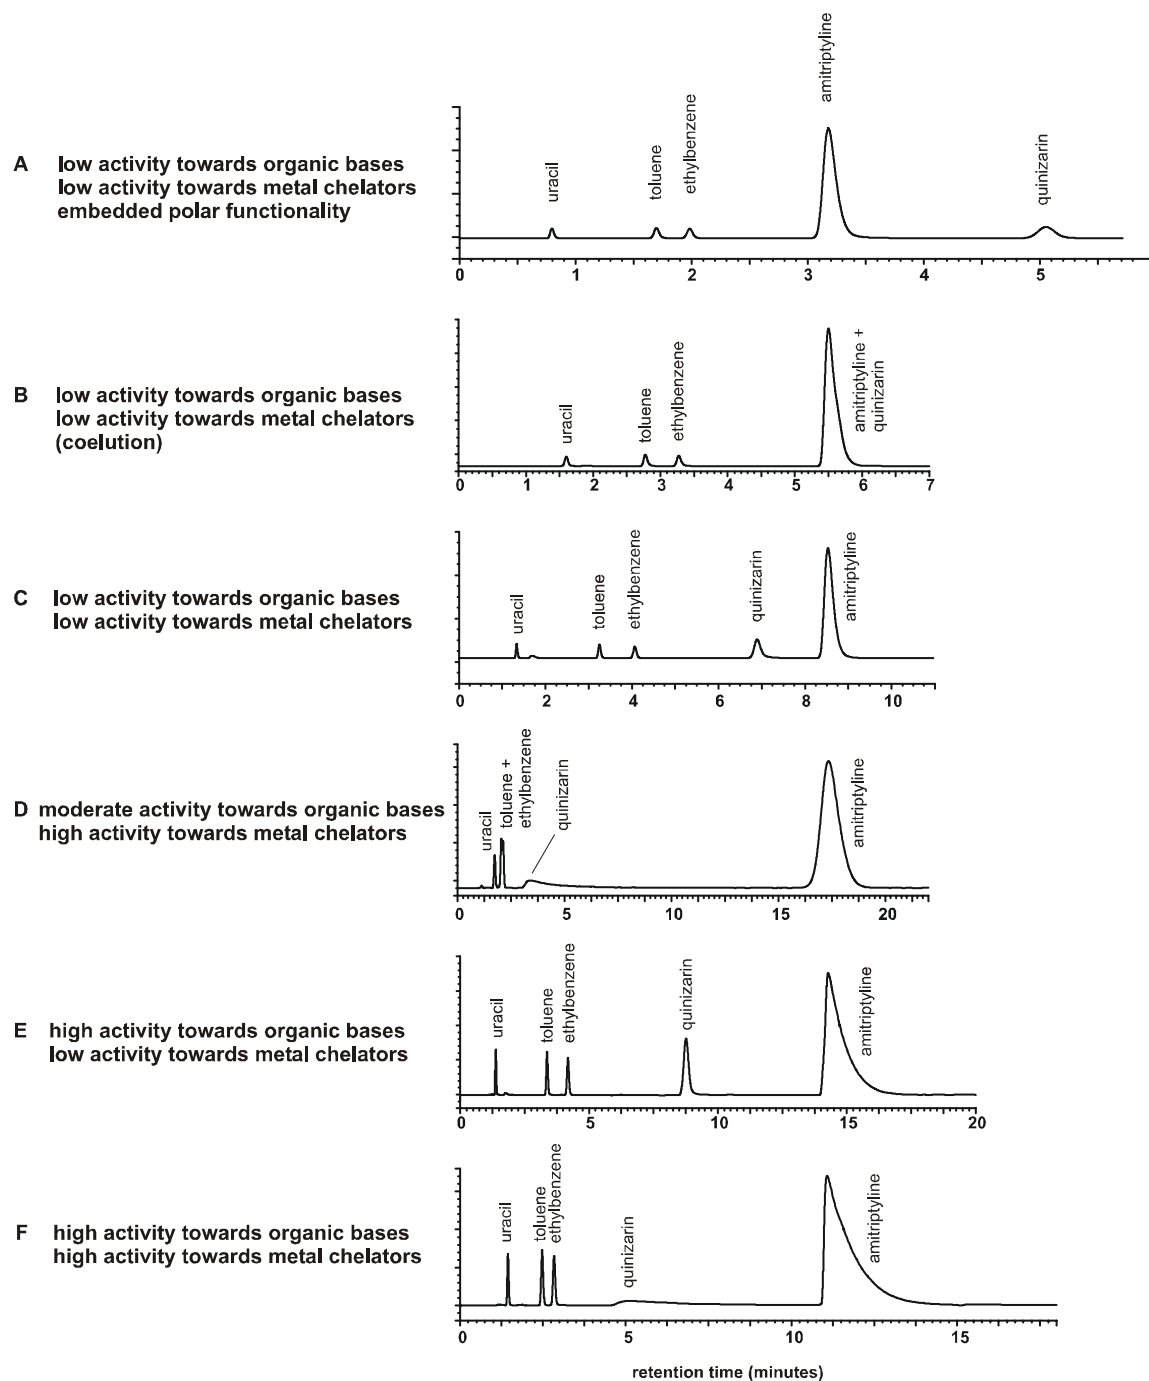 A low activity towards organic bases
low activity towards metal chelators
embedded polar functionality
uracil
toluene
ethylbenzene
amitriptyline
quinizarin
0 1 2 3 4 5
B low activity towards organic bases
low activity towards metal chelators
(coelution)
uracil
toluene
ethylbenzene
amitriptyline +
quinizarin
0 1 2 3 4 5 6 7
C low activity towards organic bases
low activity towards metal chelators
uracil
toluene
ethylbenzene
quinizarin
amitriptyline
0 2 4 6 8 10
D moderate activity towards organic bases
high activity towards metal chelators
uracil
toluene +
ethylbenzene
quinizarin
amitriptyline
0 5 10 15 20
E high activity towards organic bases
low activity towards metal chelators
uracil
toluene
ethylbenzene
quinizarin
amitriptyline
0 5 10 15 20
F high activity towards organic bases
high activity towards metal chelators
uracil
toluene
ethylbenzene
quinizarin
amitriptyline
0 5 10 15
retention time (minutes)